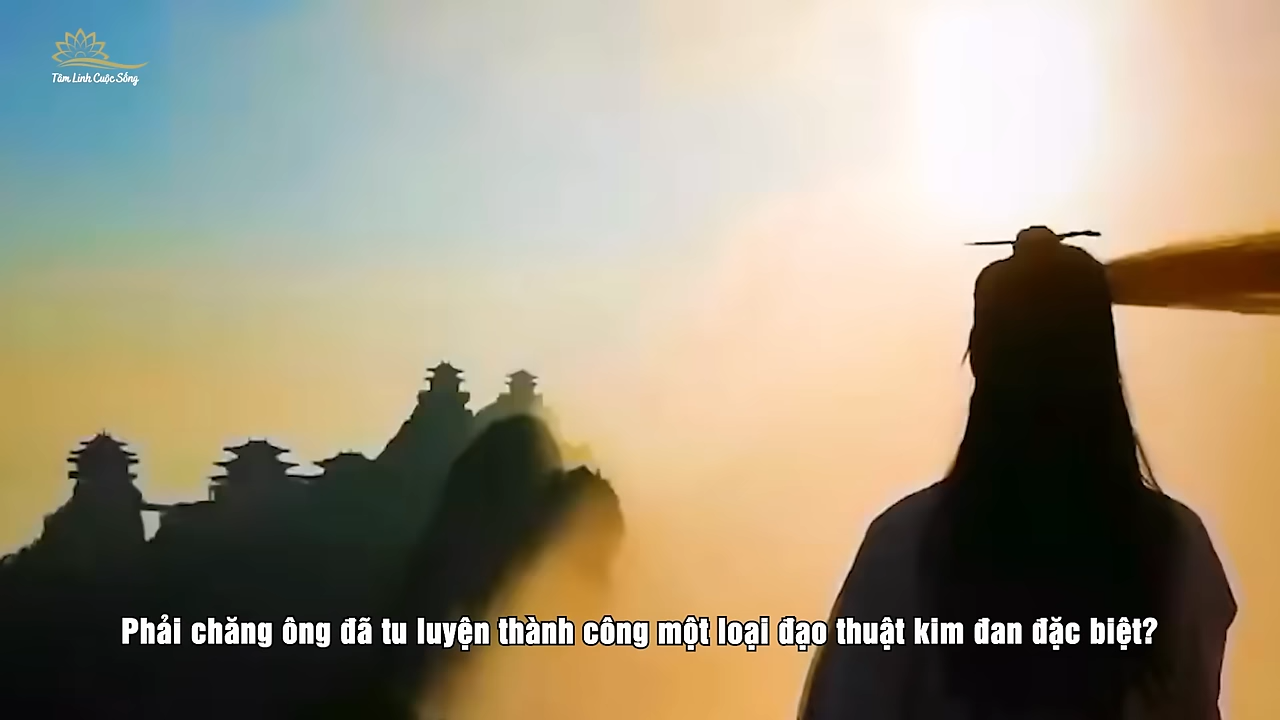 Tâm Linh Cuộc Sống
Phải chăng ông đã tu luyện thành công một loại đạo thuật kim đan đặc biệt?